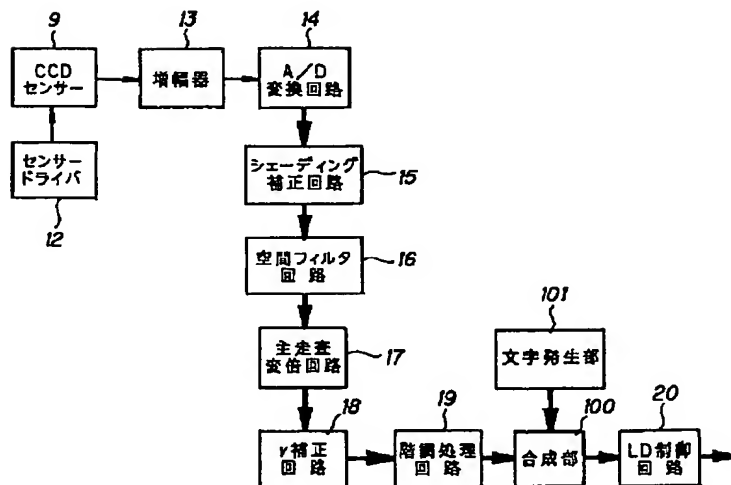 9
13
14
CCD
センサー
増幅器
A/D
変換回路
センサー
ドライバ
12
シェーディング
補正回路
15
空間フィルタ
回路
16
主走査
変倍回路
17
101
文字発生部
18
19
100
20
γ補正
回路
階調処理
回路
合成部
LD制御
回路